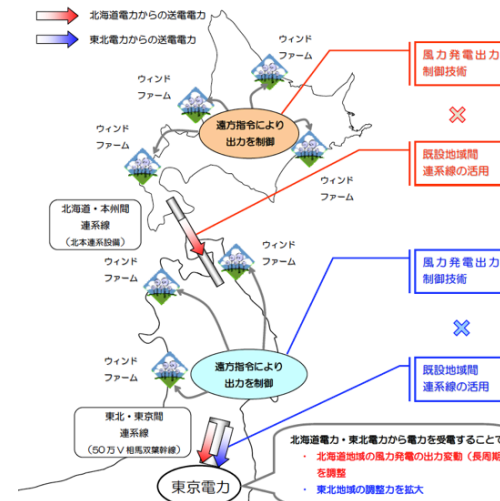 北海道電力からの送電電力
東北電力からの送電電力
ウィンド
ファーム
ウィンド
ファーム
ウィンド
ファーム
ウィンド
ファーム
遠方指令により
出力を制御
風力発電出力
制御技術
既設地域間
連系線の活用
北海道・本州間
連系線
(北本連系設備)
ウィンド
ファーム
ウィンド
ファーム
ウィンド
ファーム
遠方指令により
出力を制御
風力発電出力
制御技術
既設地域間
連系線の活用
東北・東京間
連系線
(50万V相馬双葉幹線)
東京電力
北海道電力・東北電力から電力を受電することで
・ 北海道地域の風力発電の出力変動(長周期
を調整
・ 東北地域の調整力を拡大